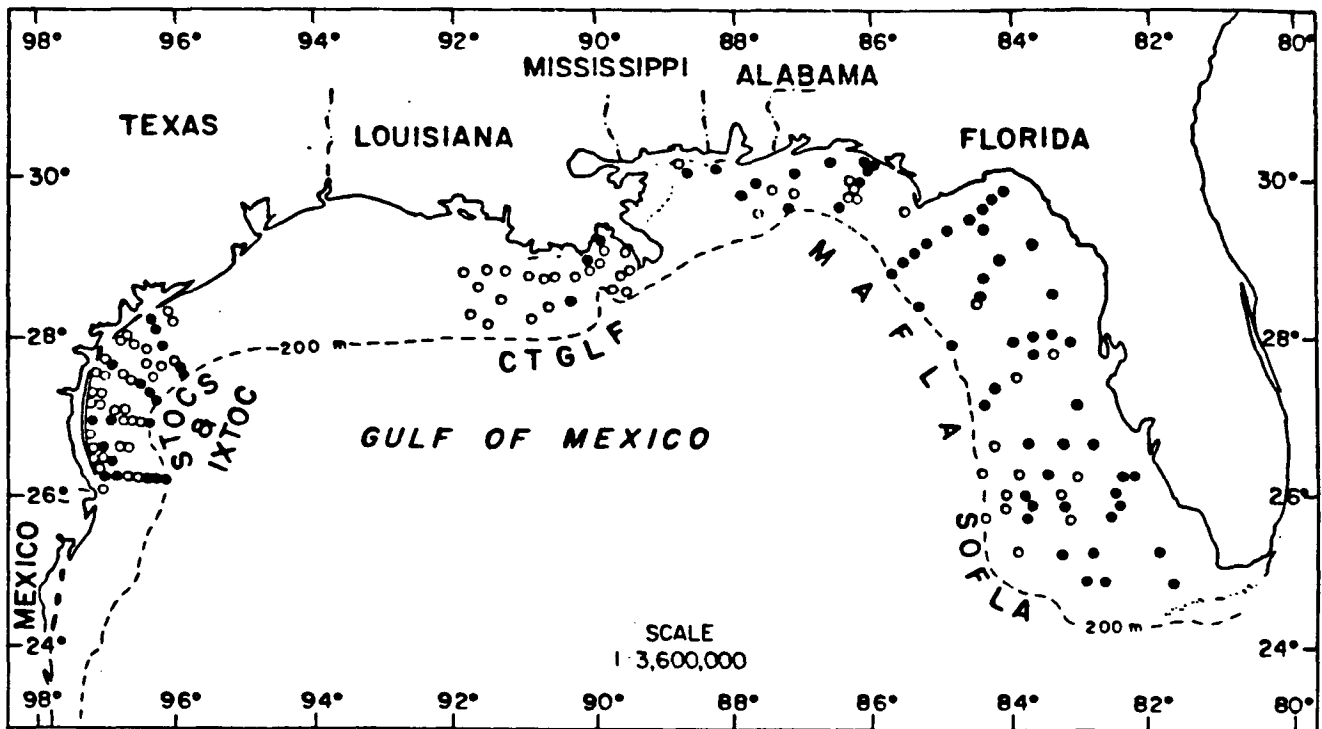 98° 96° 94° 92° 90° 88° 86° 84° 82° 80°
MISSISSIPPI
ALABAMA
TEXAS
LOUISIANA
FLORIDA
30° 30°
MAFLA
28° 28°
200 m
CTGLF
STOCS
&
IXTOC
GULF OF MEXICO
26° 26°
SOFLA
MEXICO
200 m
24° 24°
SCALE
1:3,600,000
98° 96° 94° 92° 90° 88° 86° 84° 82° 80°